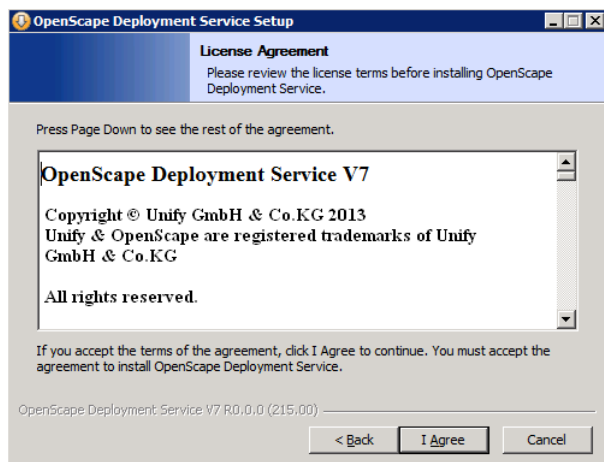 OpenScape Deployment Service Setup
License Agreement
Please review the license terms before installing OpenScape
Deployment Service.
Press Page Down to see the rest of the agreement.
OpenScape Deployment Service V7
Copyright © Unify GmbH & Co.KG 2013
Unify & OpenScape are registered trademarks of Unify
GmbH & Co.KG
All rights reserved.
If you accept the terms of the agreement, click I Agree to continue. You must accept the
agreement to install OpenScape Deployment Service.
OpenScape Deployment Service V7 R0.0.0 (215.00)
< Back
I Agree
Cancel